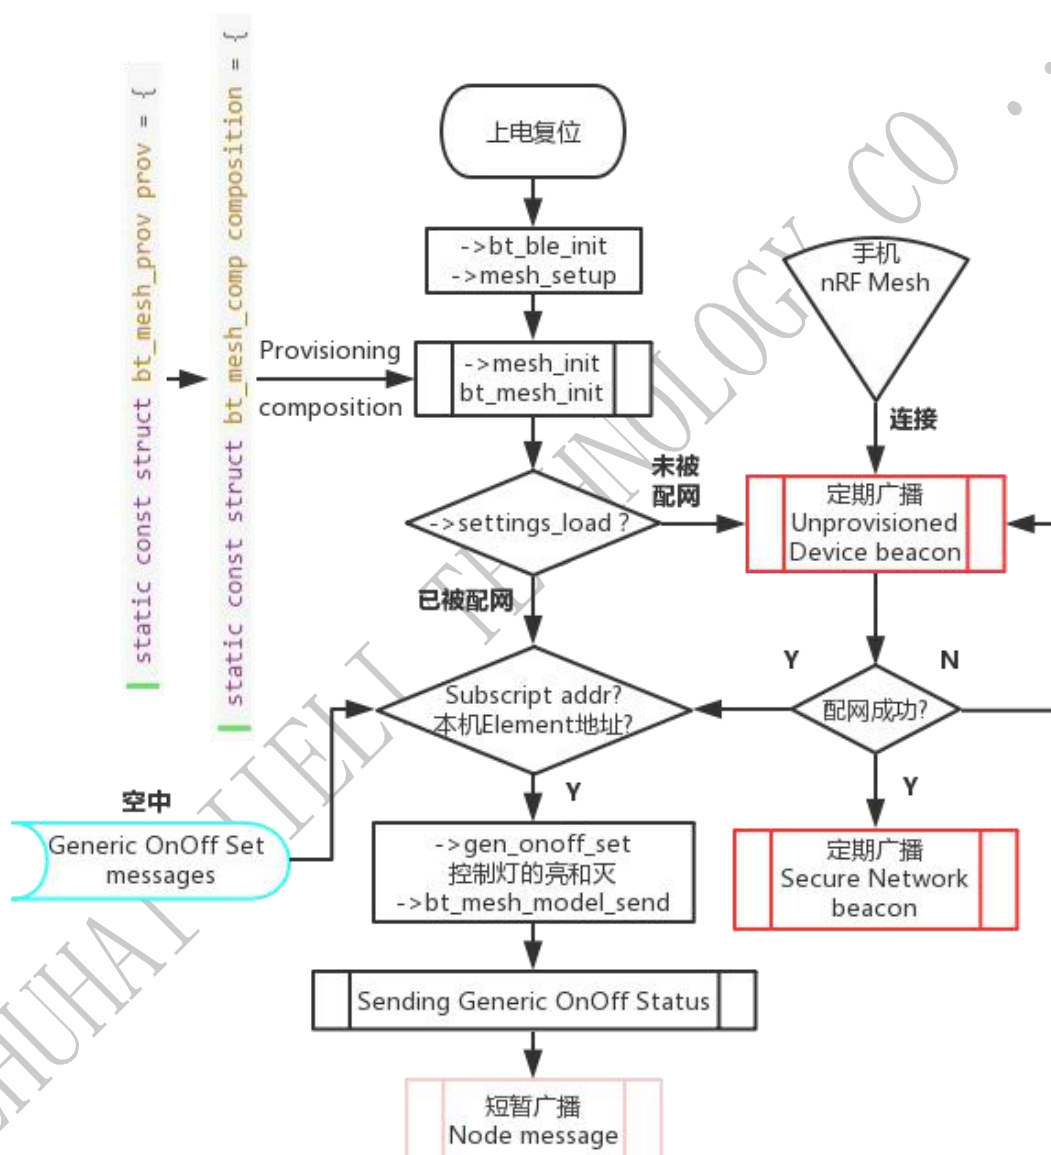 static const struct bt_mesh_prov prov = {
static const struct bt_mesh_comp composition = {
上电复位
->bt_ble_init
->mesh_setup
手机
nRF Mesh
Provisioning
composition
->mesh_init
bt_mesh_init
连接
->settings_load ?
未被
配网
定期广播
Unprovisioned
Device beacon
已被配网
Subscript addr?
本机Element地址?
Y
N
配网成功?
空中
Generic OnOff Set
messages
Y
Y
->gen_onoff_set
控制灯的亮和灭
->bt_mesh_model_send
定期广播
Secure Network
beacon
Sending Generic OnOff Status
短暂广播
Node message
HUHAI JIELI TECHNOLOGY CO .